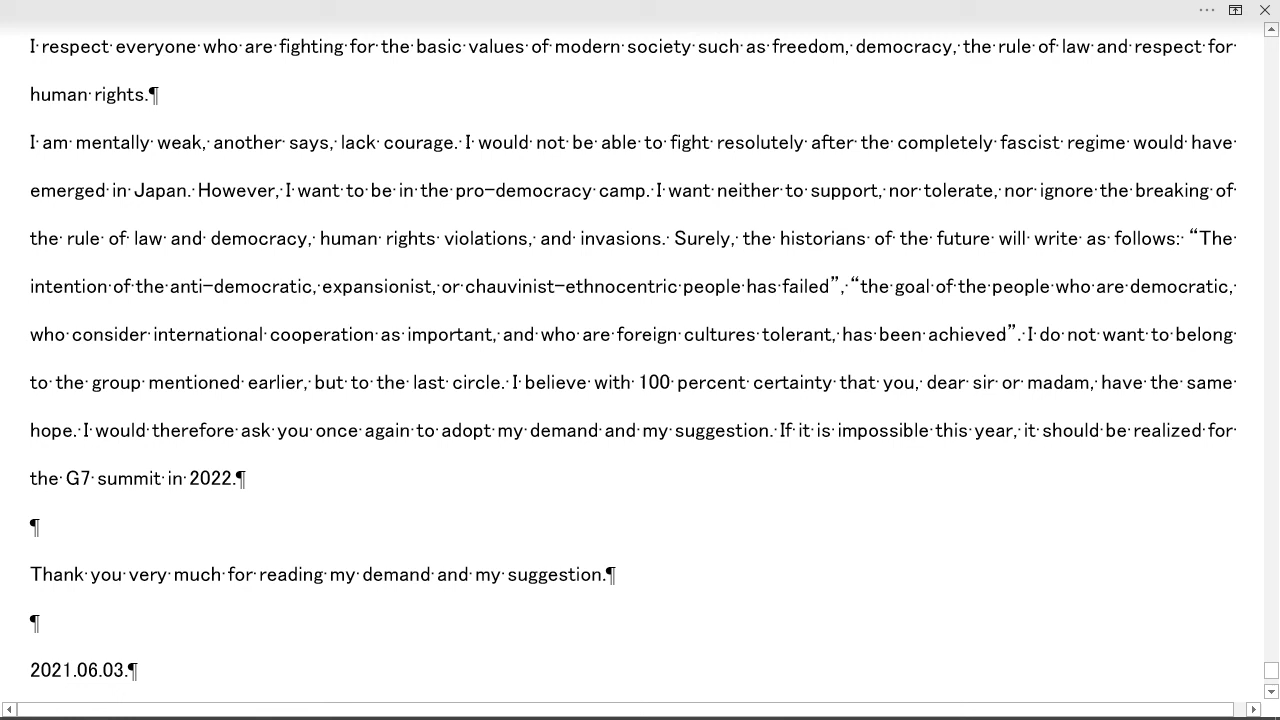 I respect everyone who are fighting for the basic values of modern society such as freedom, democracy, the rule of law and respect for
human rights.¶
I am mentally weak, another says, lack courage. I would not be able to fight resolutely after the completely fascist regime would have
emerged in Japan. However, I want to be in the pro-democracy camp. I want neither to support, nor tolerate, nor ignore the breaking of
the rule of law and democracy, human rights violations, and invasions. Surely, the historians of the future will write as follows: “The
intention of the anti-democratic, expansionist, or chauvinist-ethnocentric people has failed”, “the goal of the people who are democratic,
who consider international cooperation as important, and who are foreign cultures tolerant, has been achieved”. I do not want to belong
to the group mentioned earlier, but to the last circle. I believe with 100 percent certainty that you, dear sir or madam, have the same
hope. I would therefore ask you once again to adopt my demand and my suggestion. If it is impossible this year, it should be realized for
the G7 summit in 2022.¶
¶
Thank you very much for reading my demand and my suggestion.¶
¶
2021.06.03.¶